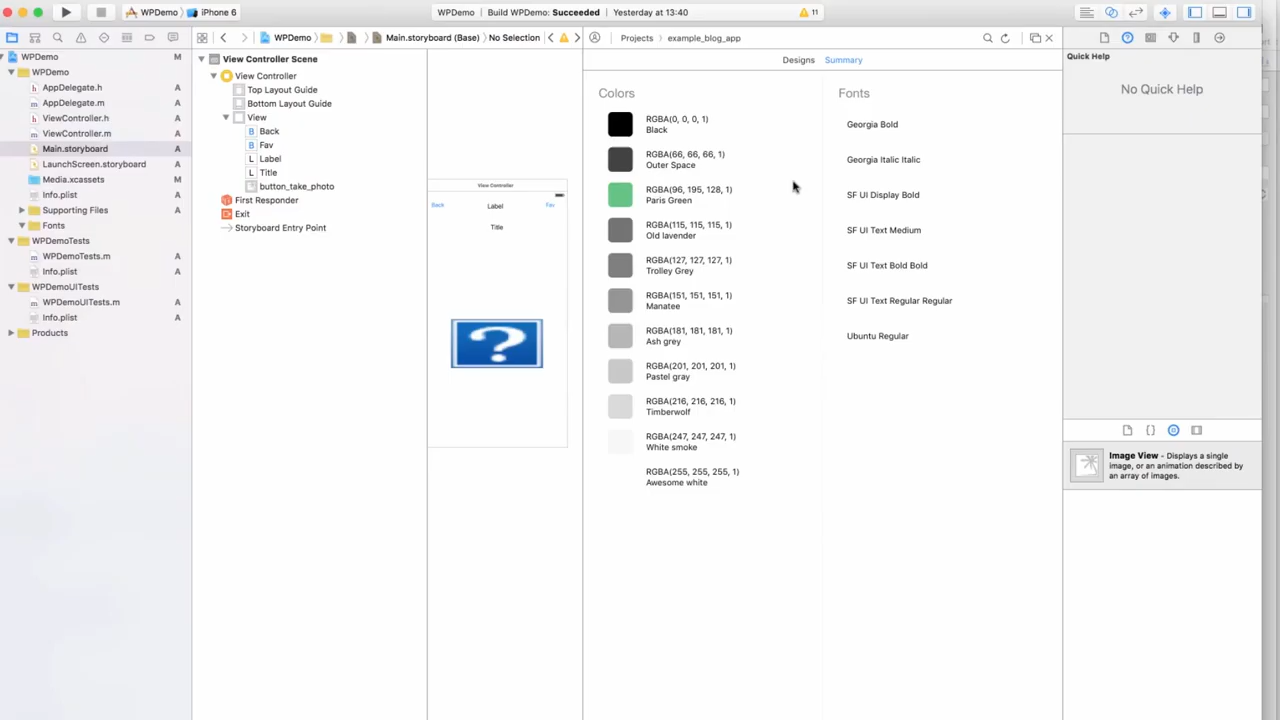 WPDemo
iPhone 6
WPDemo
Build WPDemo: Succeeded
Yesterday at 13:40
11
WPDemo
Main.storyboard (Base)
No Selection
Projects
example_blog_app
WPDemo M
WPDemo
AppDelegate.h A
AppDelegate.m A
ViewController.h A
ViewController.m A
Main.storyboard A
LaunchScreen.storyboard A
Media.xcassets M
Info.plist A
Supporting Files A
Fonts
WPDemoTests
WPDemoTests.m A
Info.plist A
WPDemoUITests
WPDemoUITests.m A
Info.plist A
Products
View Controller Scene
View Controller
Top Layout Guide
Bottom Layout Guide
View
B Back
B Fav
L Label
L Title
button_take_photo
First Responder
Exit
Storyboard Entry Point
View Controller
Back
Label
Fav
Title
?
Designs
Summary
Colors
RGBA(0, 0, 0, 1)
Black
RGBA(66, 66, 66, 1)
Outer Space
RGBA(96, 195, 128, 1)
Paris Green
RGBA(115, 115, 115, 1)
Old lavender
RGBA(127, 127, 127, 1)
Trolley Grey
RGBA(151, 151, 151, 1)
Manatee
RGBA(181, 181, 181, 1)
Ash grey
RGBA(201, 201, 201, 1)
Pastel gray
RGBA(216, 216, 216, 1)
Timberwolf
RGBA(247, 247, 247, 1)
White smoke
RGBA(255, 255, 255, 1)
Awesome white
Fonts
Georgia Bold
Georgia Italic Italic
SF UI Display Bold
SF UI Text Medium
SF UI Text Bold Bold
SF UI Text Regular Regular
Ubuntu Regular
Quick Help
No Quick Help
{ }
Image View - Displays a single
image, or an animation described by
an array of images.